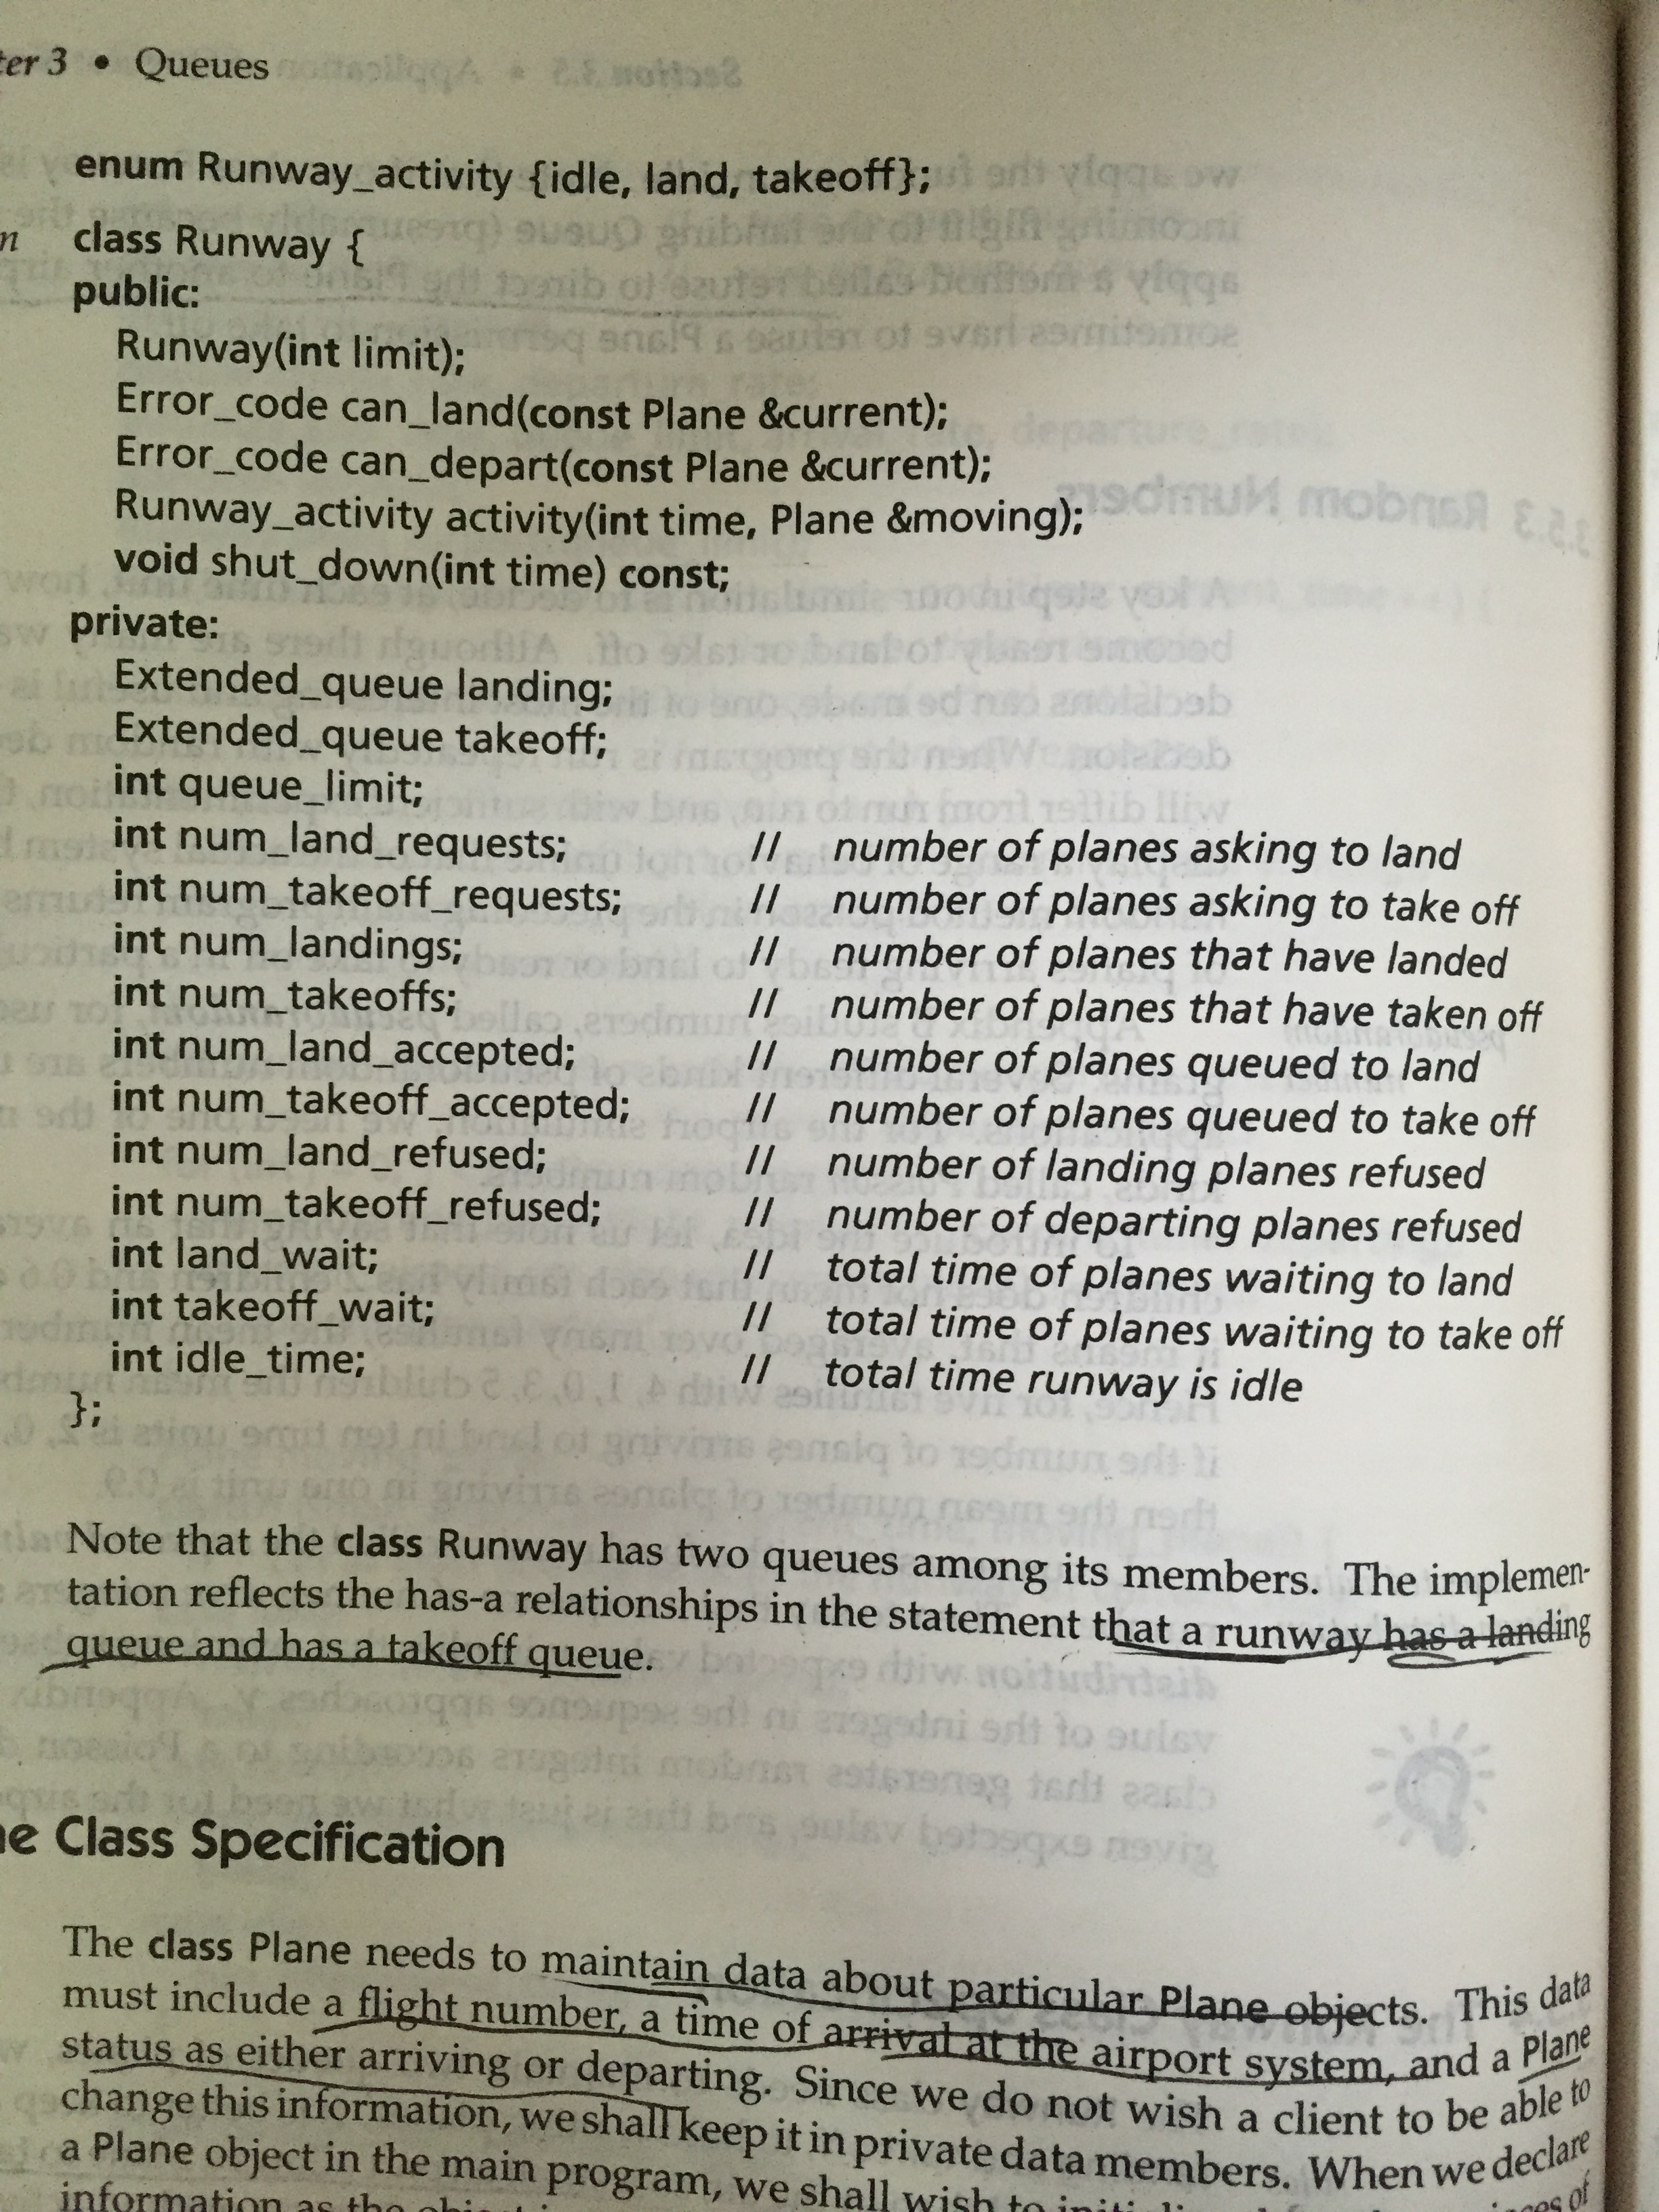 ter 3 • Queues
enum Runway_activity {idle, land, takeoff};
n class Runway {
public:
Runway(int limit);
Error_code can_land(const Plane &current);
Error_code can_depart(const Plane &current);
Runway_activity activity(int time, Plane &moving);
void shut_down(int time) const;
private:
Extended_queue landing;
Extended_queue takeoff;
int queue_limit;
int num_land_requests; // number of planes asking to land
int num_takeoff_requests; // number of planes asking to take off
int num_landings; // number of planes that have landed
int num_takeoffs; // number of planes that have taken off
int num_land_accepted; // number of planes queued to land
int num_takeoff_accepted; // number of planes queued to take off
int num_land_refused; // number of landing planes refused
int num_takeoff_refused; // number of departing planes refused
int land_wait; // total time of planes waiting to land
int takeoff_wait; // total time of planes waiting to take off
int idle_time; // total time runway is idle
};
Note that the class Runway has two queues among its members. The implemen-
tation reflects the has-a relationships in the statement that a runway has a landing
queue and has a takeoff queue.
e Class Specification
The class Plane needs to maintain data about particular Plane objects. This data
must include a flight number, a time of arrival at the airport system, and a Plane
status as either arriving or departing. Since we do not wish a client to be able to
change this information, we shall keep it in private data members. When we declare
a Plane object in the main program, we shall wish to
information as the